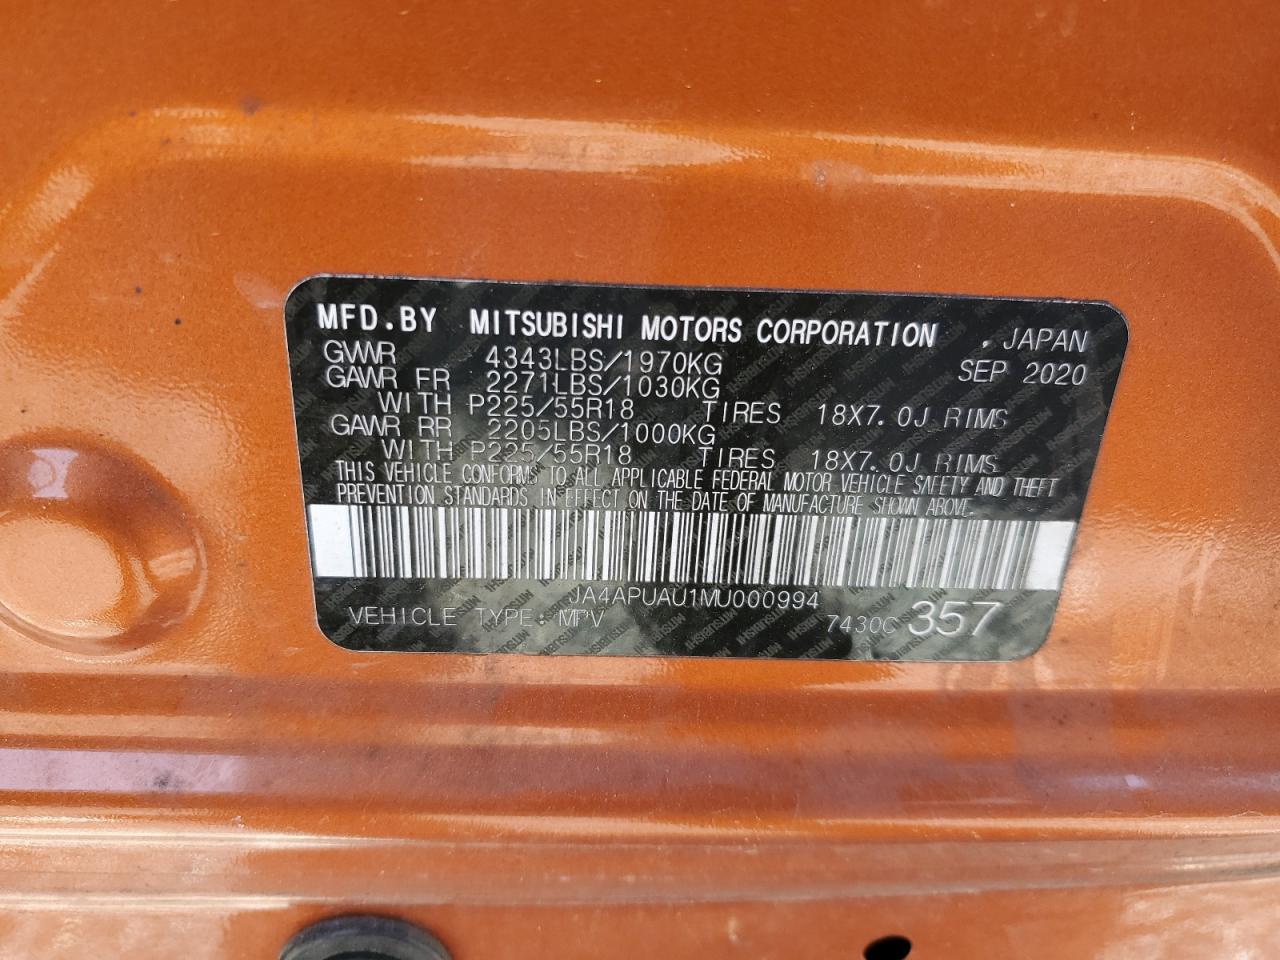 MFD.BY MITSUBISHI MOTORS CORPORATION . JAPAN
GVWR 4343LBS/1970KG SEP 2020
GAWR FR 2271LBS/1030KG
WITH P225/55R18 TIRES 18X7.0J RIMS
GAWR RR 2205LBS/1000KG
WITH P225/55R18 TIRES 18X7.0J RIMS
THIS VEHICLE CONFORMS TO ALL APPLICABLE FEDERAL MOTOR VEHICLE SAFETY AND THEFT
PREVENTION STANDARDS IN EFFECT ON THE DATE OF MANUFACTURE SHOWN ABOVE.
JA4APUAU1MU000994
VEHICLE TYPE: MPV 7430C 357